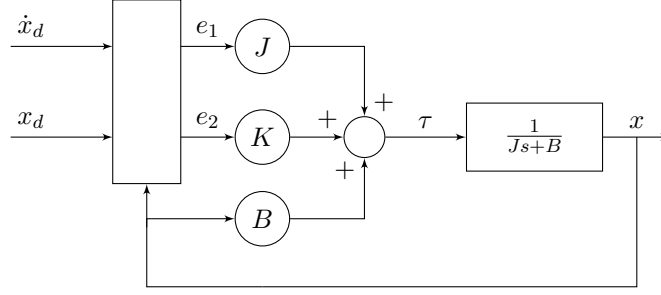 ẋ_d e_1 J
+
x_d e_2 K + τ 1/(Js+B) x
+
B